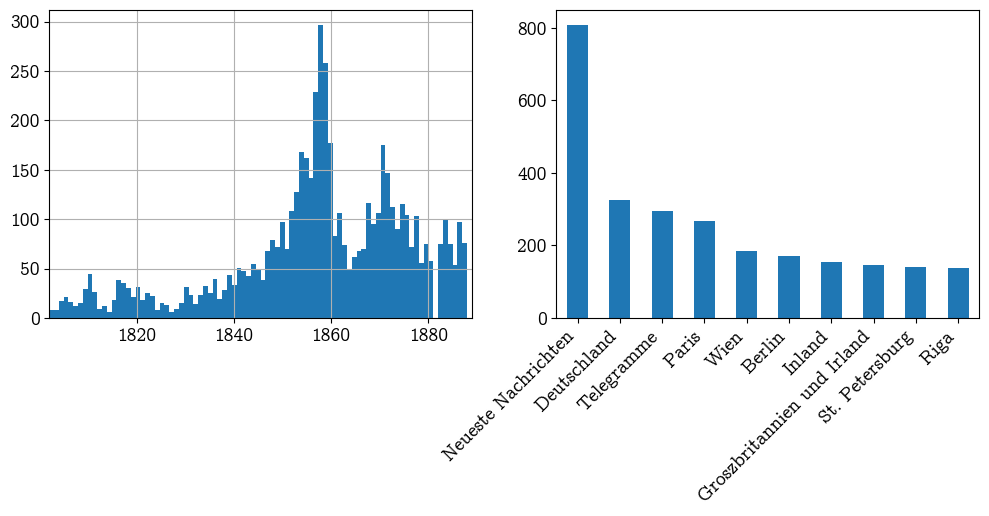 300
250
200
150
100
50
0
1820 1840 1860 1880
800
600
400
200
0
Neueste Nachrichten
Deutschland
Telegramme
Paris
Wien
Berlin
Inland
Groszbritannien und Irland
St. Petersburg
Riga